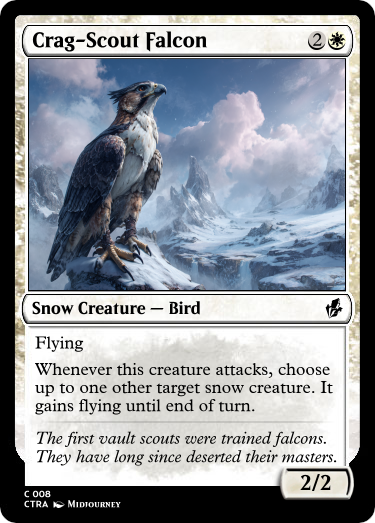 Crag-Scout Falcon 2
Snow Creature — Bird
Flying
Whenever this creature attacks, choose
up to one other target snow creature. It
gains flying until end of turn.
The first vault scouts were trained falcons.
They have long since deserted their masters.
2/2
C 008
CTRA Midjourney